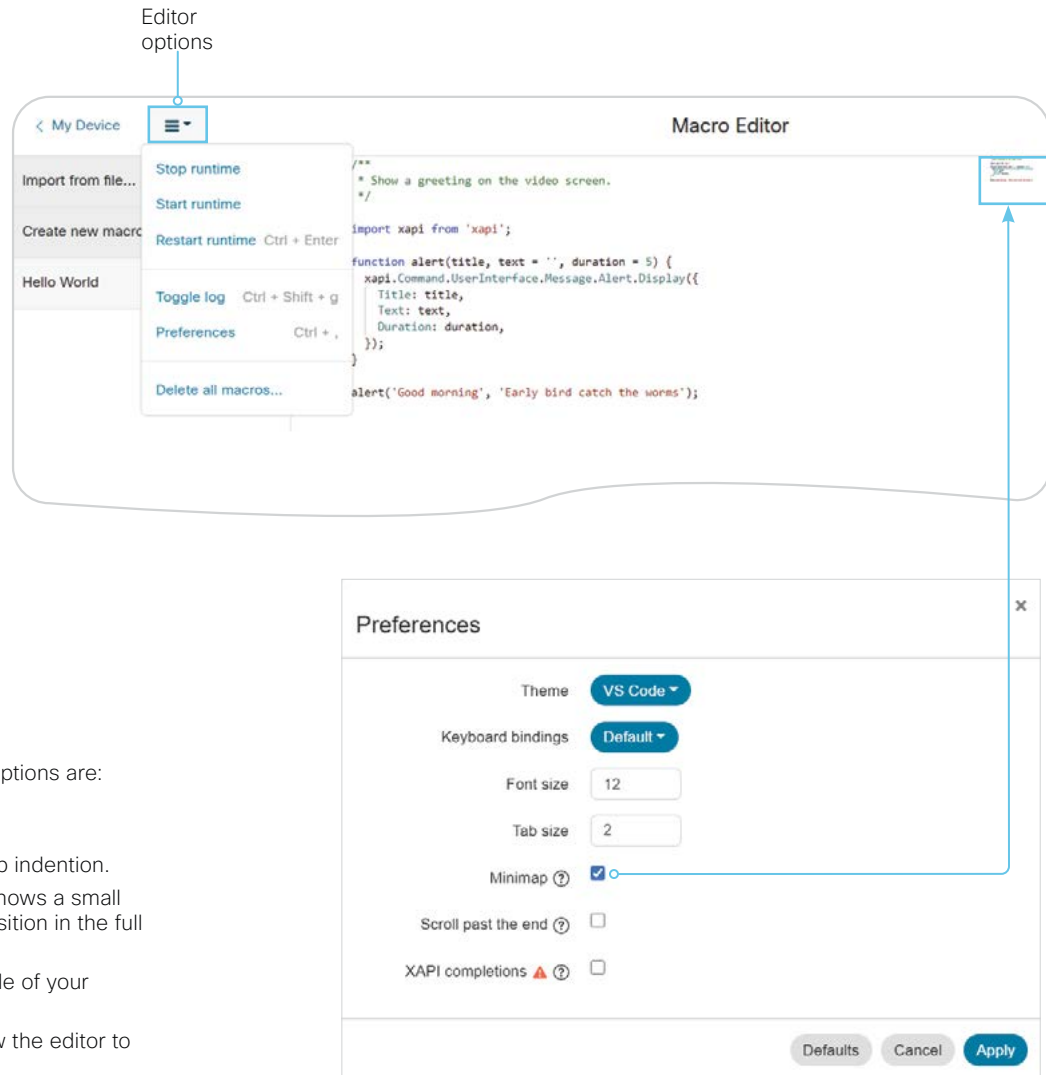 Editor
options
< My Device
Macro Editor
Import from file...
Create new macro
Hello World
Stop runtime
Start runtime
Restart runtime Ctrl + Enter
Toggle log Ctrl + Shift + g
Preferences Ctrl + ,
Delete all macros...
/**
* Show a greeting on the video screen.
*/
import xapi from 'xapi';
function alert(title, text = '', duration = 5) {
xapi.Command.UserInterface.Message.Alert.Display({
Title: title,
Text: text,
Duration: duration,
});
}
alert('Good morning', 'Early bird catch the worms');
Preferences
×
Theme VS Code
Keyboard bindings Default
Font size 12
Tab size 2
Minimap ?
Scroll past the end ?
XAPI completions ?
Defaults Cancel Apply
ptions are:
indention.
a small
in the full
of your
the editor to